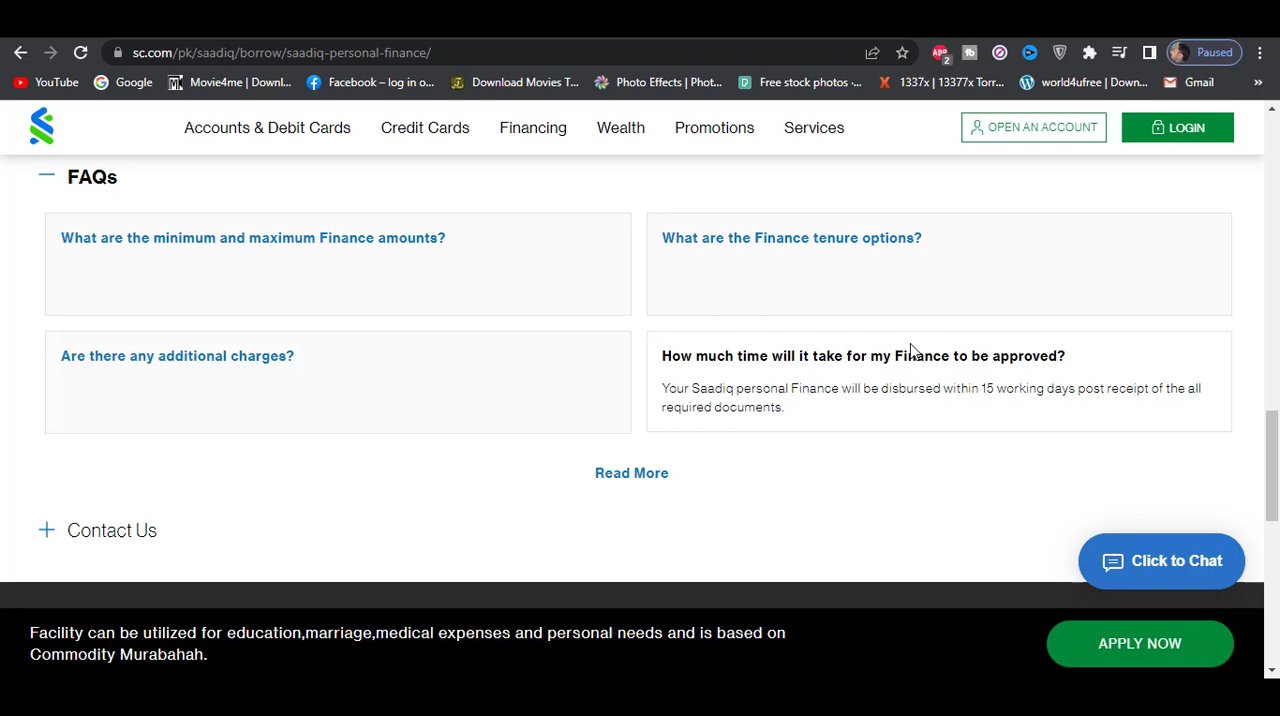 sc.com/pk/saadiq/borrow/saadiq-personal-finance/
ABP
2
tb
Paused
YouTube
Google
Movie4me | Downl...
Facebook – log in o...
Download Movies T...
Photo Effects | Phot...
Free stock photos ·...
1337x | 13377x Torr...
world4ufree | Down...
Gmail
»
Accounts & Debit Cards
Credit Cards
Financing
Wealth
Promotions
Services
OPEN AN ACCOUNT
LOGIN
FAQs
What are the minimum and maximum Finance amounts?
What are the Finance tenure options?
Are there any additional charges?
How much time will it take for my Finance to be approved?
Your Saadiq personal Finance will be disbursed within 15 working days post receipt of the all
required documents.
Read More
Contact Us
Click to Chat
Facility can be utilized for education,marriage,medical expenses and personal needs and is based on
Commodity Murabahah.
APPLY NOW